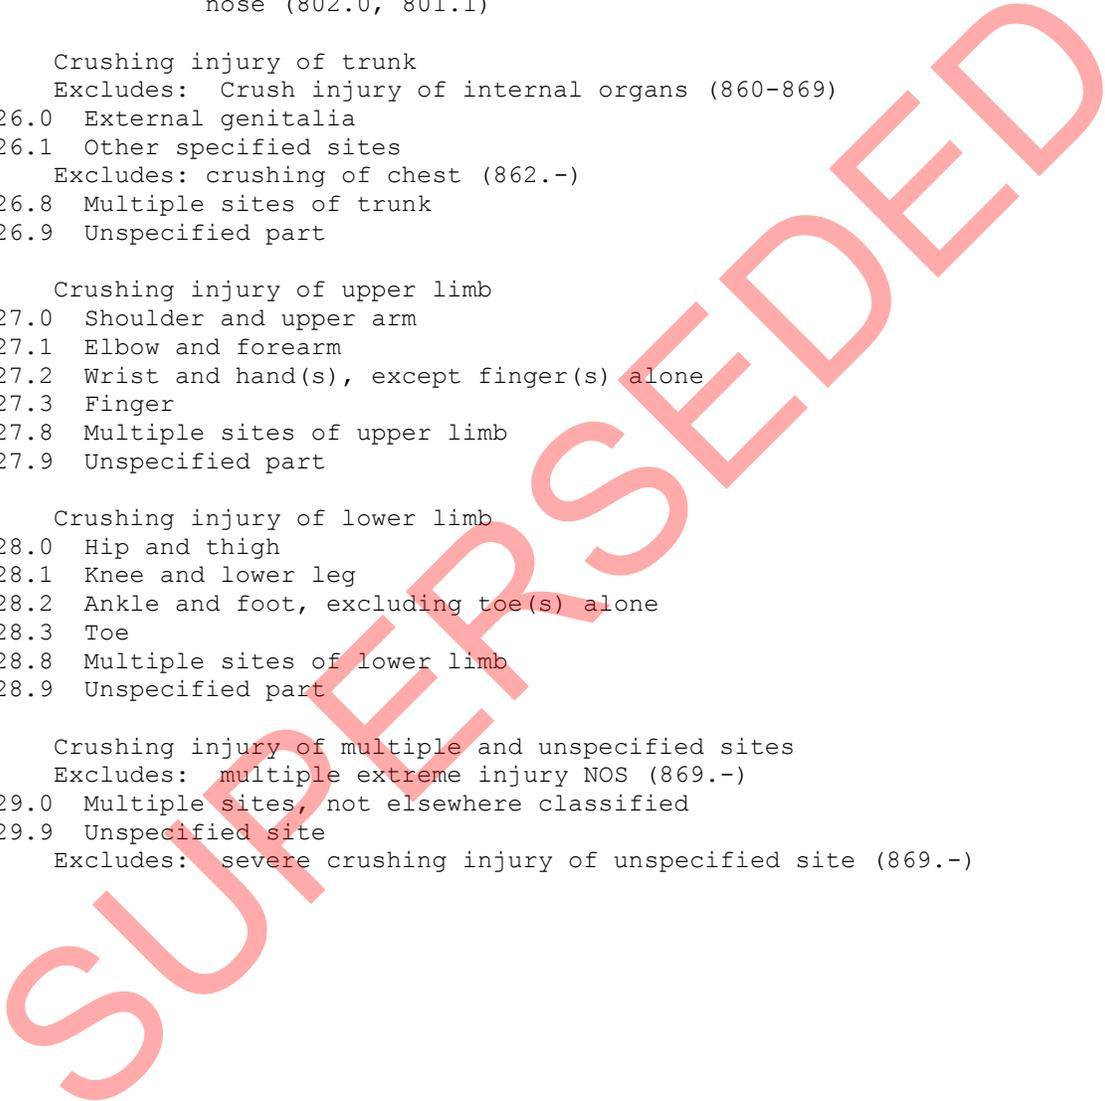 nose (802.0, 801.1)
Crushing injury of trunk
Excludes:  Crush injury of internal organs (860-869)
26.0  External genitalia
26.1  Other specified sites
Excludes: crushing of chest (862.-)
26.8  Multiple sites of trunk
26.9  Unspecified part
Crushing injury of upper limb
27.0  Shoulder and upper arm
27.1  Elbow and forearm
27.2  Wrist and hand(s), except finger(s) alone
27.3  Finger
27.8  Multiple sites of upper limb
27.9  Unspecified part
Crushing injury of lower limb
28.0  Hip and thigh
28.1  Knee and lower leg
28.2  Ankle and foot, excluding toe(s) alone
28.3  Toe
28.8  Multiple sites of lower limb
28.9  Unspecified part
Crushing injury of multiple and unspecified sites
Excludes:  multiple extreme injury NOS (869.-)
29.0  Multiple sites, not elsewhere classified
29.9  Unspecified site
Excludes:  severe crushing injury of unspecified site (869.-)
SUPERSEDED